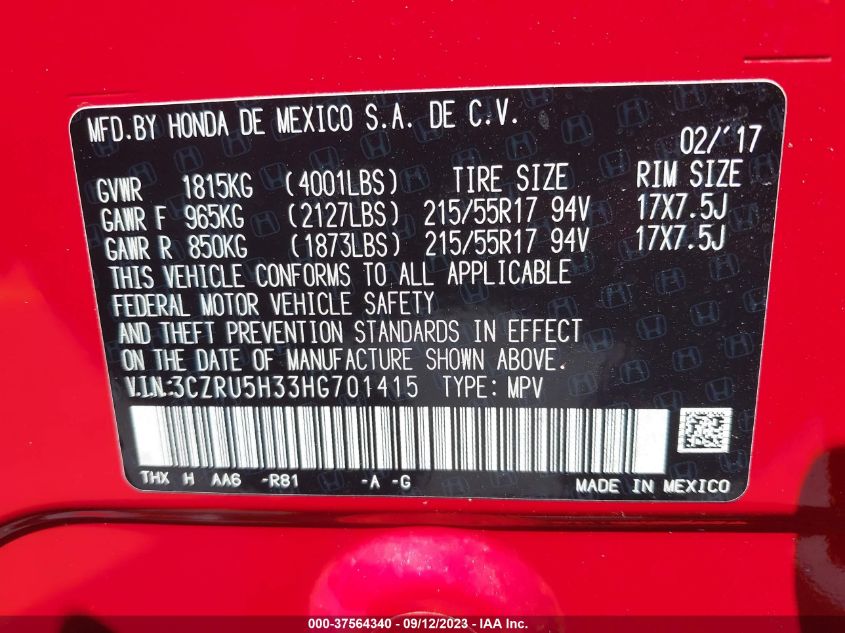 MFD.BY HONDA DE MEXICO S.A. DE C.V.
02/'17
GVWR 1815KG (4001LBS) TIRE SIZE RIM SIZE
GAWR F 965KG (2127LBS) 215/55R17 94V 17X7.5J
GAWR R 850KG (1873LBS) 215/55R17 94V 17X7.5J
THIS VEHICLE CONFORMS TO ALL APPLICABLE
FEDERAL MOTOR VEHICLE SAFETY
AND THEFT PREVENTION STANDARDS IN EFFECT
ON THE DATE OF MANUFACTURE SHOWN ABOVE.
V.I.N:3CZRU5H33HG701415 TYPE: MPV
THX H AA6 -R81 -A -G
MADE IN MEXICO
000-37564340 - 09/12/2023 - IAA Inc.